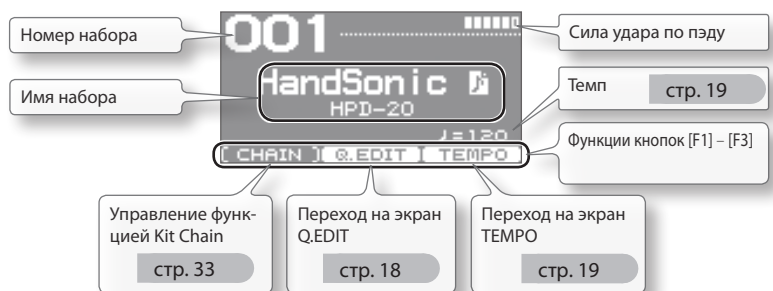 Номер набора
001
Сила удара по пэду
Имя набора
HandSonic
HPD-20
Темп
стр. 19
♩=120
Функции кнопок [F1] – [F3]
[ CHAIN ][ Q.EDIT ][ TEMPO ]
Управление функ-
цией Kit Chain
стр. 33
Переход на экран
Q.EDIT
стр. 18
Переход на экран
TEMPO
стр. 19